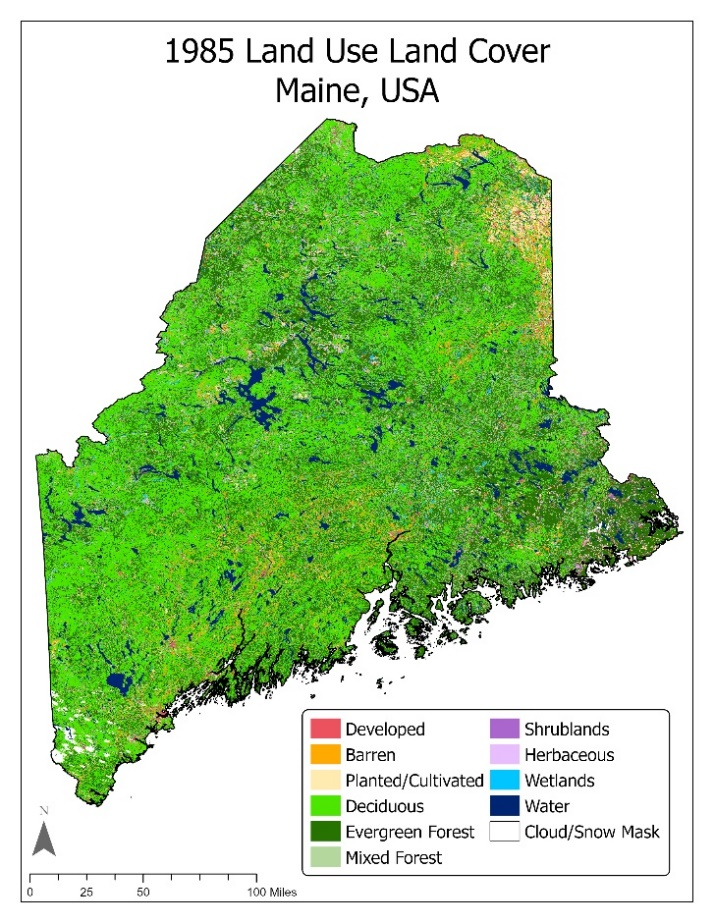 1985 Land Use Land Cover
Maine, USA
Developed
Barren
Planted/Cultivated
Deciduous
Evergreen Forest
Mixed Forest
Shrublands
Herbaceous
Wetlands
Water
Cloud/Snow Mask
N
0 25 50 100 Miles